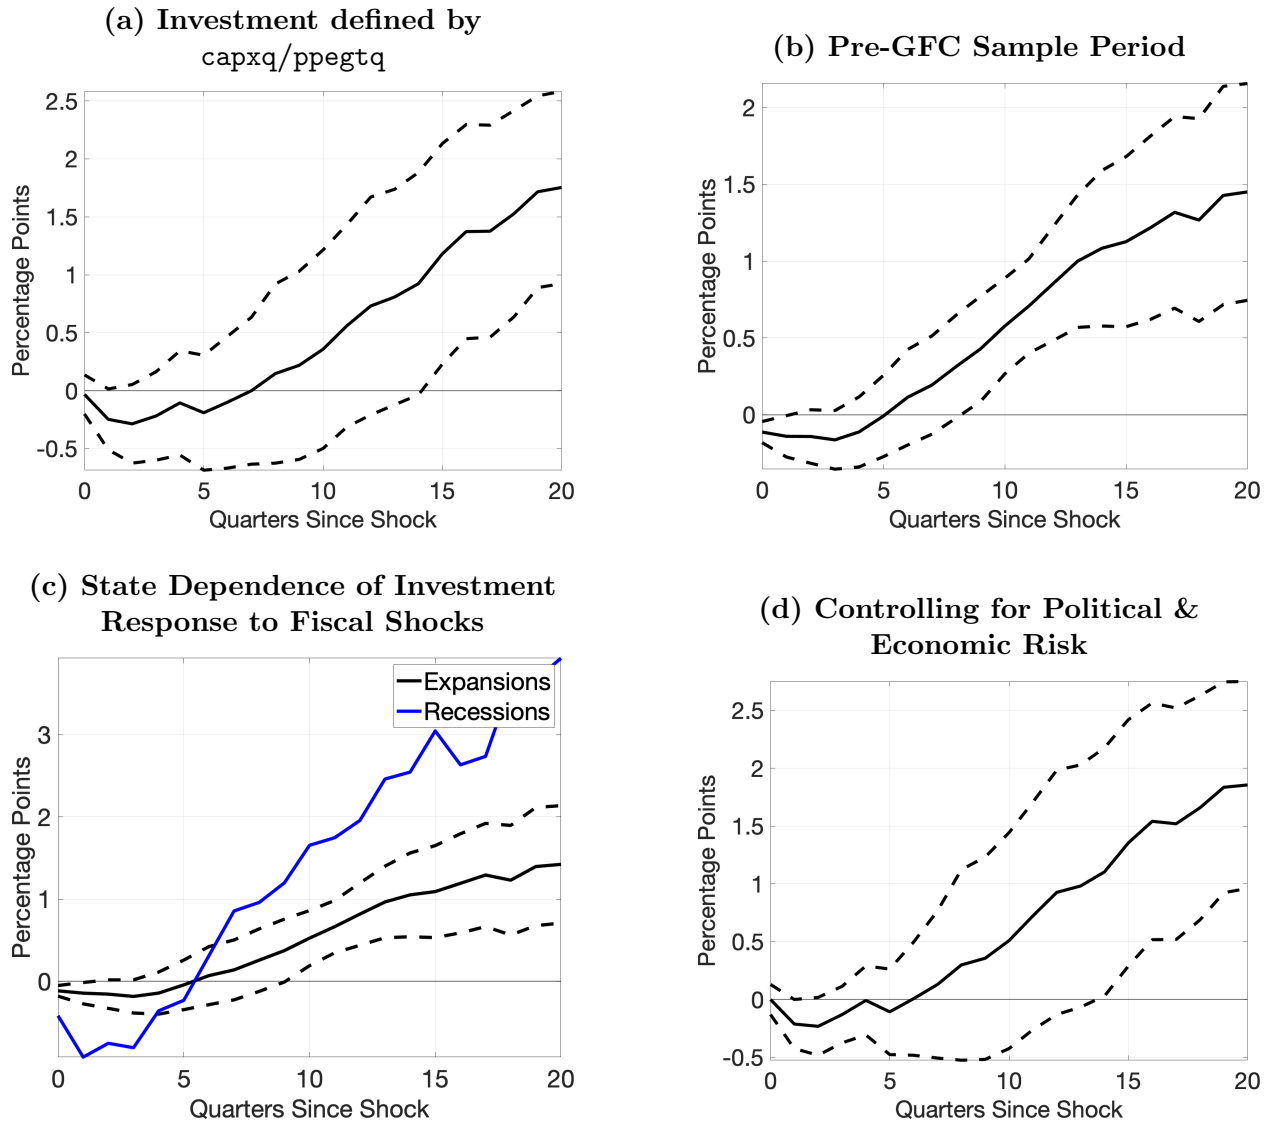 (a) Investment defined by
capxq/ppegtq
Percentage Points
2.5
2
1.5
1
0.5
0
-0.5
0 5 10 15 20
Quarters Since Shock
(b) Pre-GFC Sample Period
Percentage Points
2
1.5
1
0.5
0
0 5 10 15 20
Quarters Since Shock
(c) State Dependence of Investment
Response to Fiscal Shocks
Expansions
Recessions
Percentage Points
3
2
1
0
0 5 10 15 20
Quarters Since Shock
(d) Controlling for Political &
Economic Risk
Percentage Points
2.5
2
1.5
1
0.5
0
-0.5
0 5 10 15 20
Quarters Since Shock